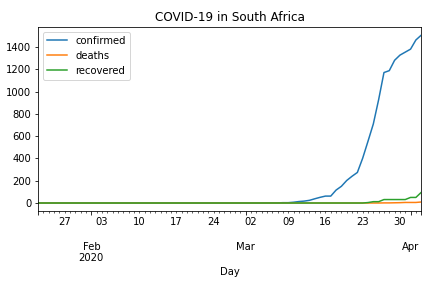 COVID-19 in South Africa
confirmed
deaths
recovered
1400
1200
1000
800
600
400
200
0
27 03 10 17 24 02 09 16 23 30
Feb Mar Apr
2020
Day